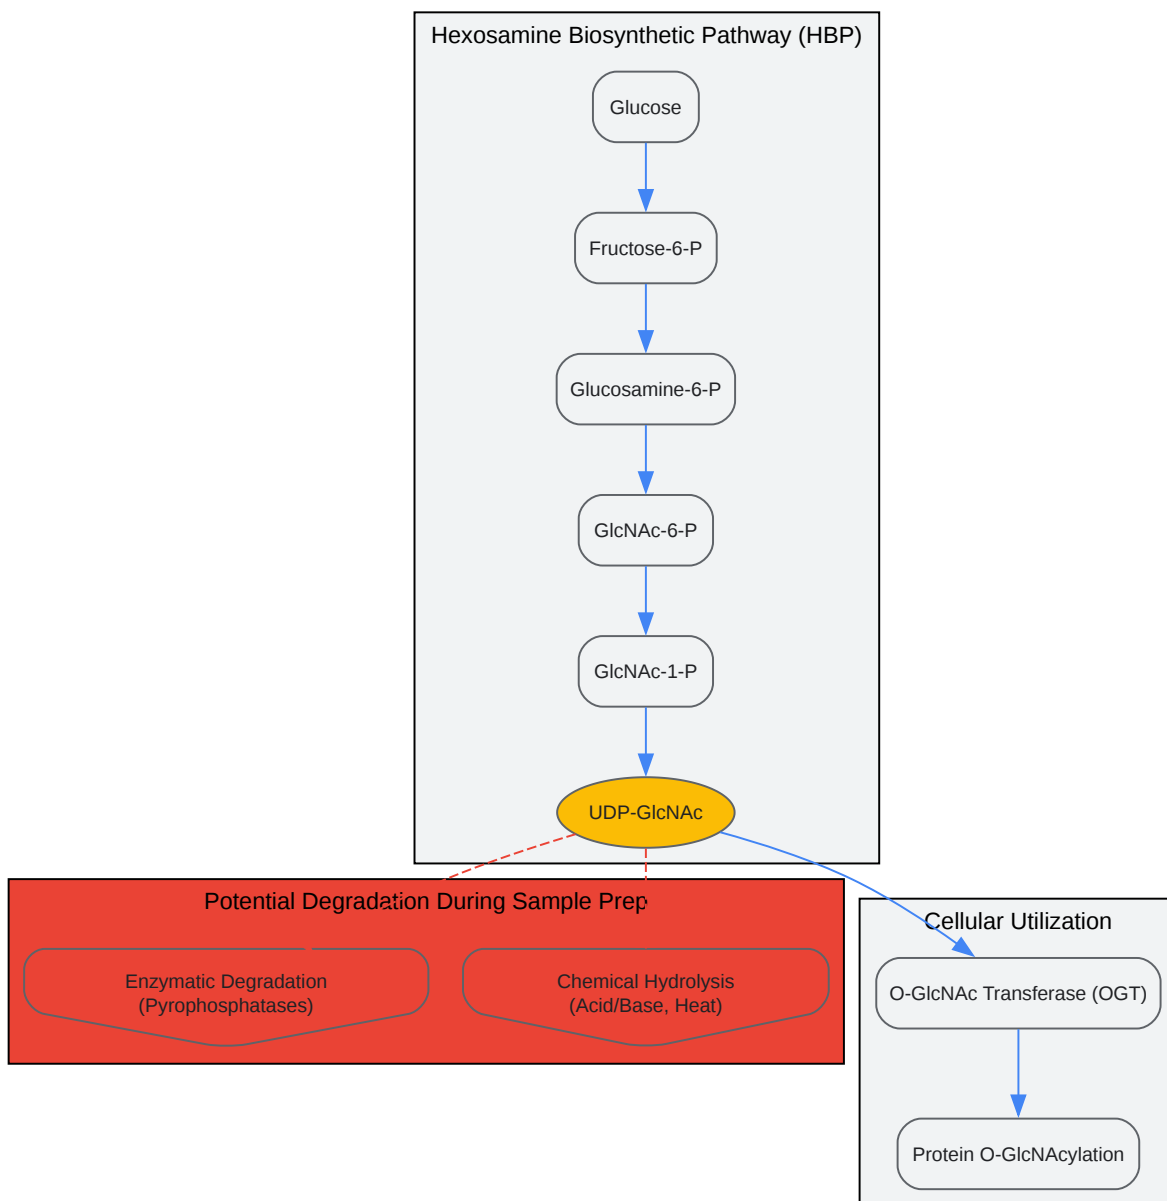 Hexosamine Biosynthetic Pathway (HBP)
Glucose
Fructose-6-P
Glucosamine-6-P
GlcNAc-6-P
GlcNAc-1-P
UDP-GlcNAc
Potential Degradation During Sample Prep
Enzymatic Degradation
(Pyrophosphatases)
Chemical Hydrolysis
(Acid/Base, Heat)
Cellular Utilization
O-GlcNAc Transferase (OGT)
Protein O-GlcNAcylation